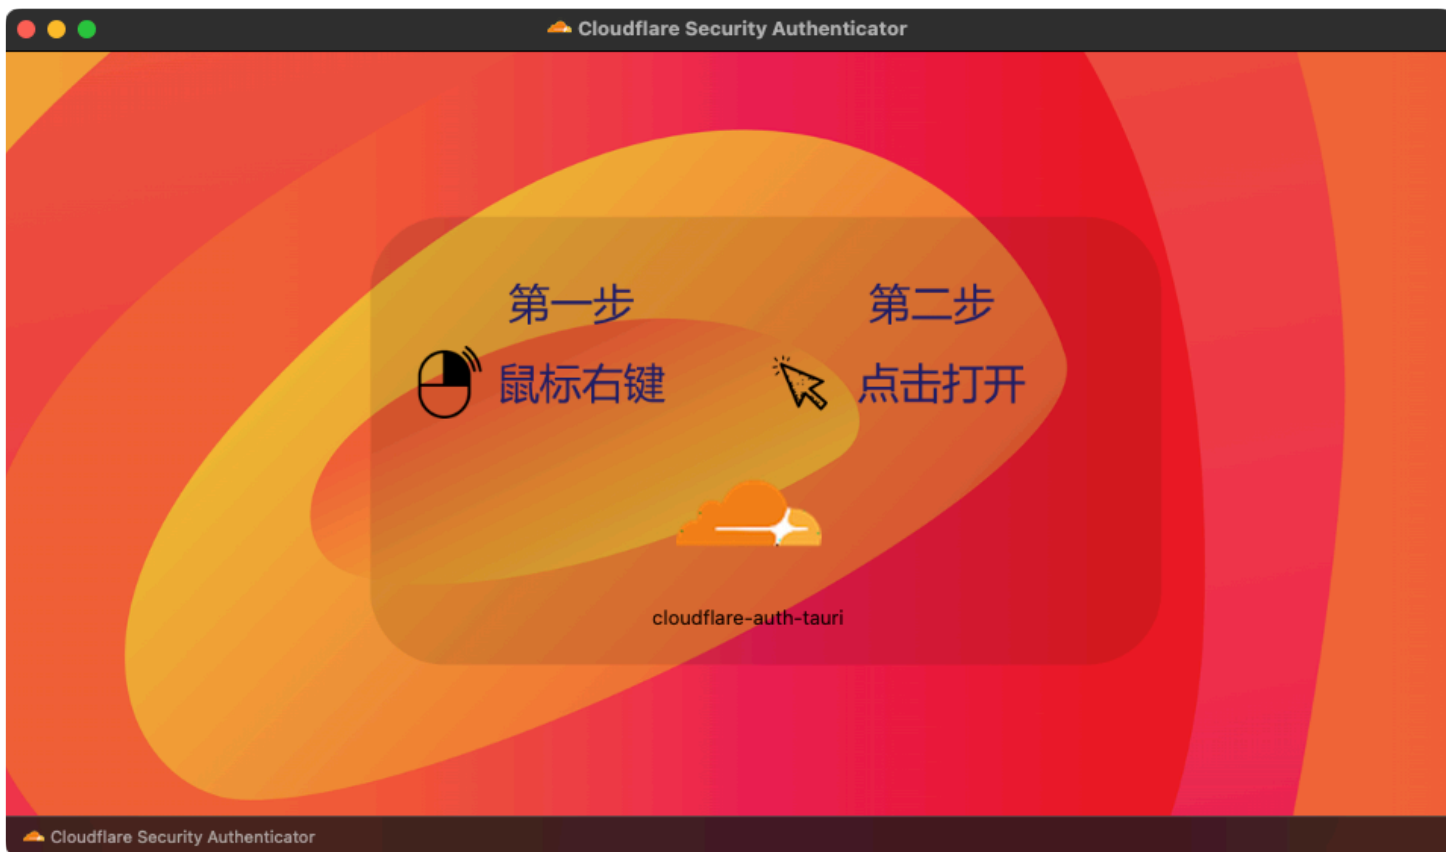 Cloudflare Security Authenticator
第一步
鼠标右键
第二步
点击打开
cloudflare-auth-tauri
Cloudflare Security Authenticator